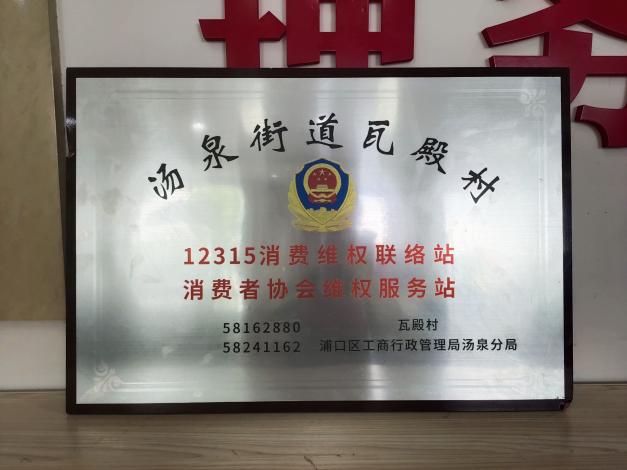 汤泉街道瓦殿村
12315消费维权联络站
消费者协会维权服务站
58162880 瓦殿村
58241162 浦口区工商行政管理局汤泉分局